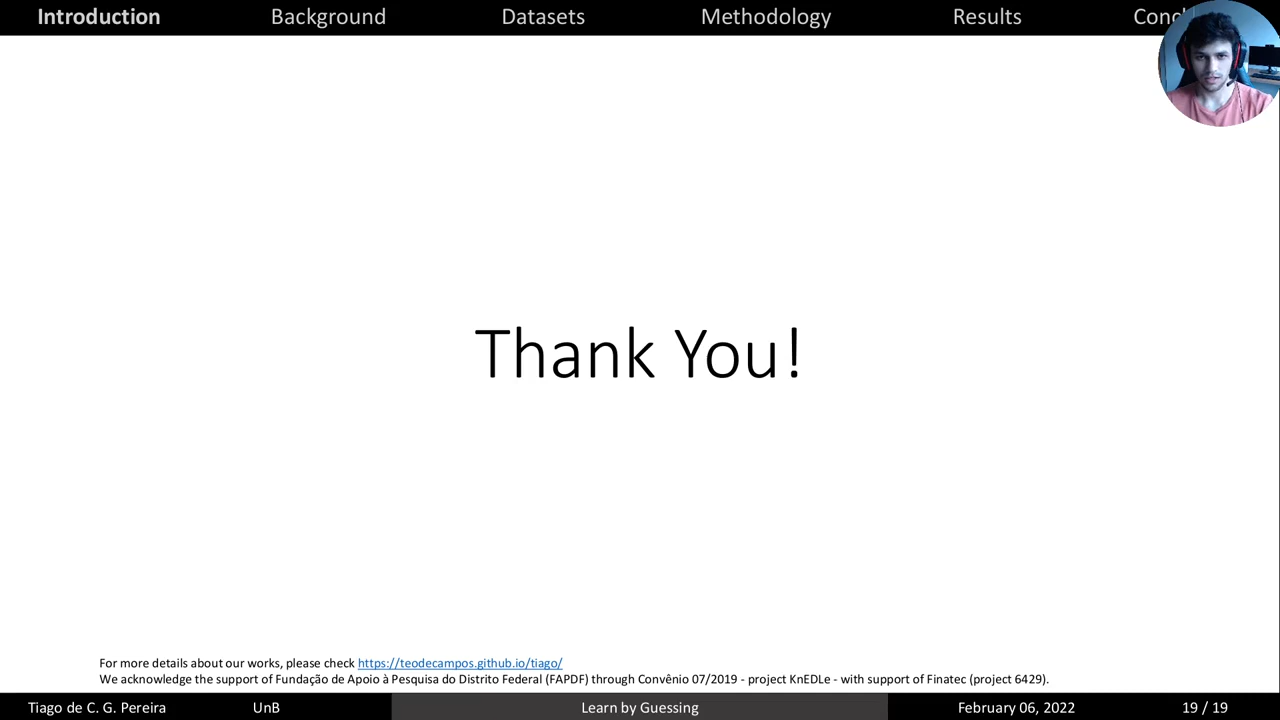 Introduction Background Datasets Methodology Results
Thank You!
For more details about our works, please check https://teodecampos.github.io/tiago/
We acknowledge the support of Fundação de Apoio à Pesquisa do Distrito Federal (FAPDF) through Convênio 07/2019 - project KnEDLe - with support of Finatec (project 6429).
Tiago de C. G. Pereira UnB Learn by Guessing February 06, 2022 19 / 19